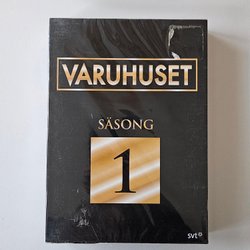 VARUHUSET
SÄSONG
1
svt